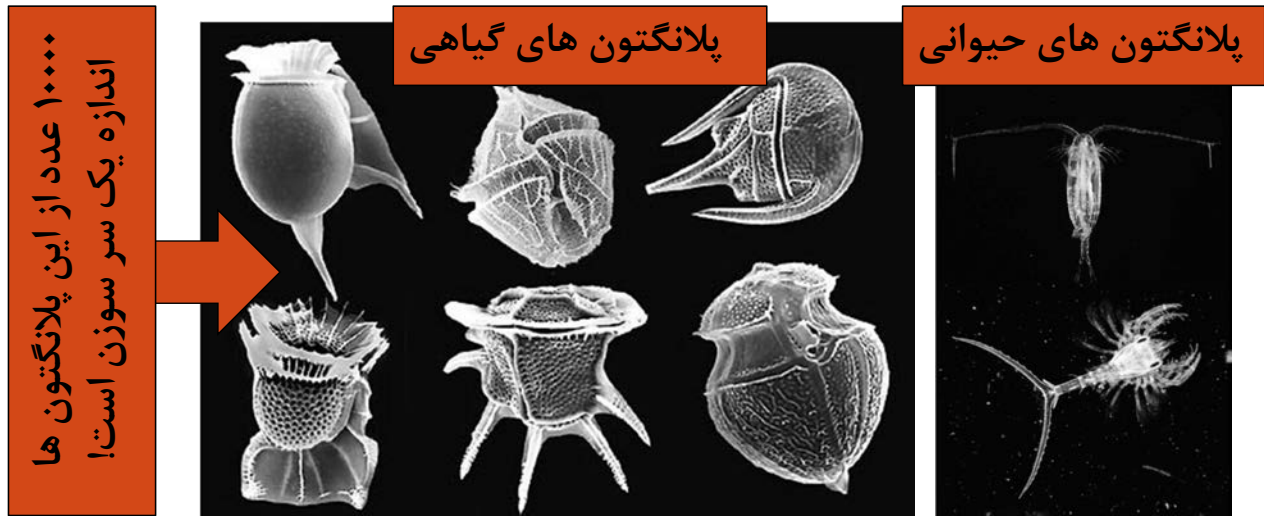 پلانگتون های حیوانی
پلانگتون های گیاهی
۱۰۰۰۰ عدد از این پلانگتون ها
اندازه یک سر سوزن است!